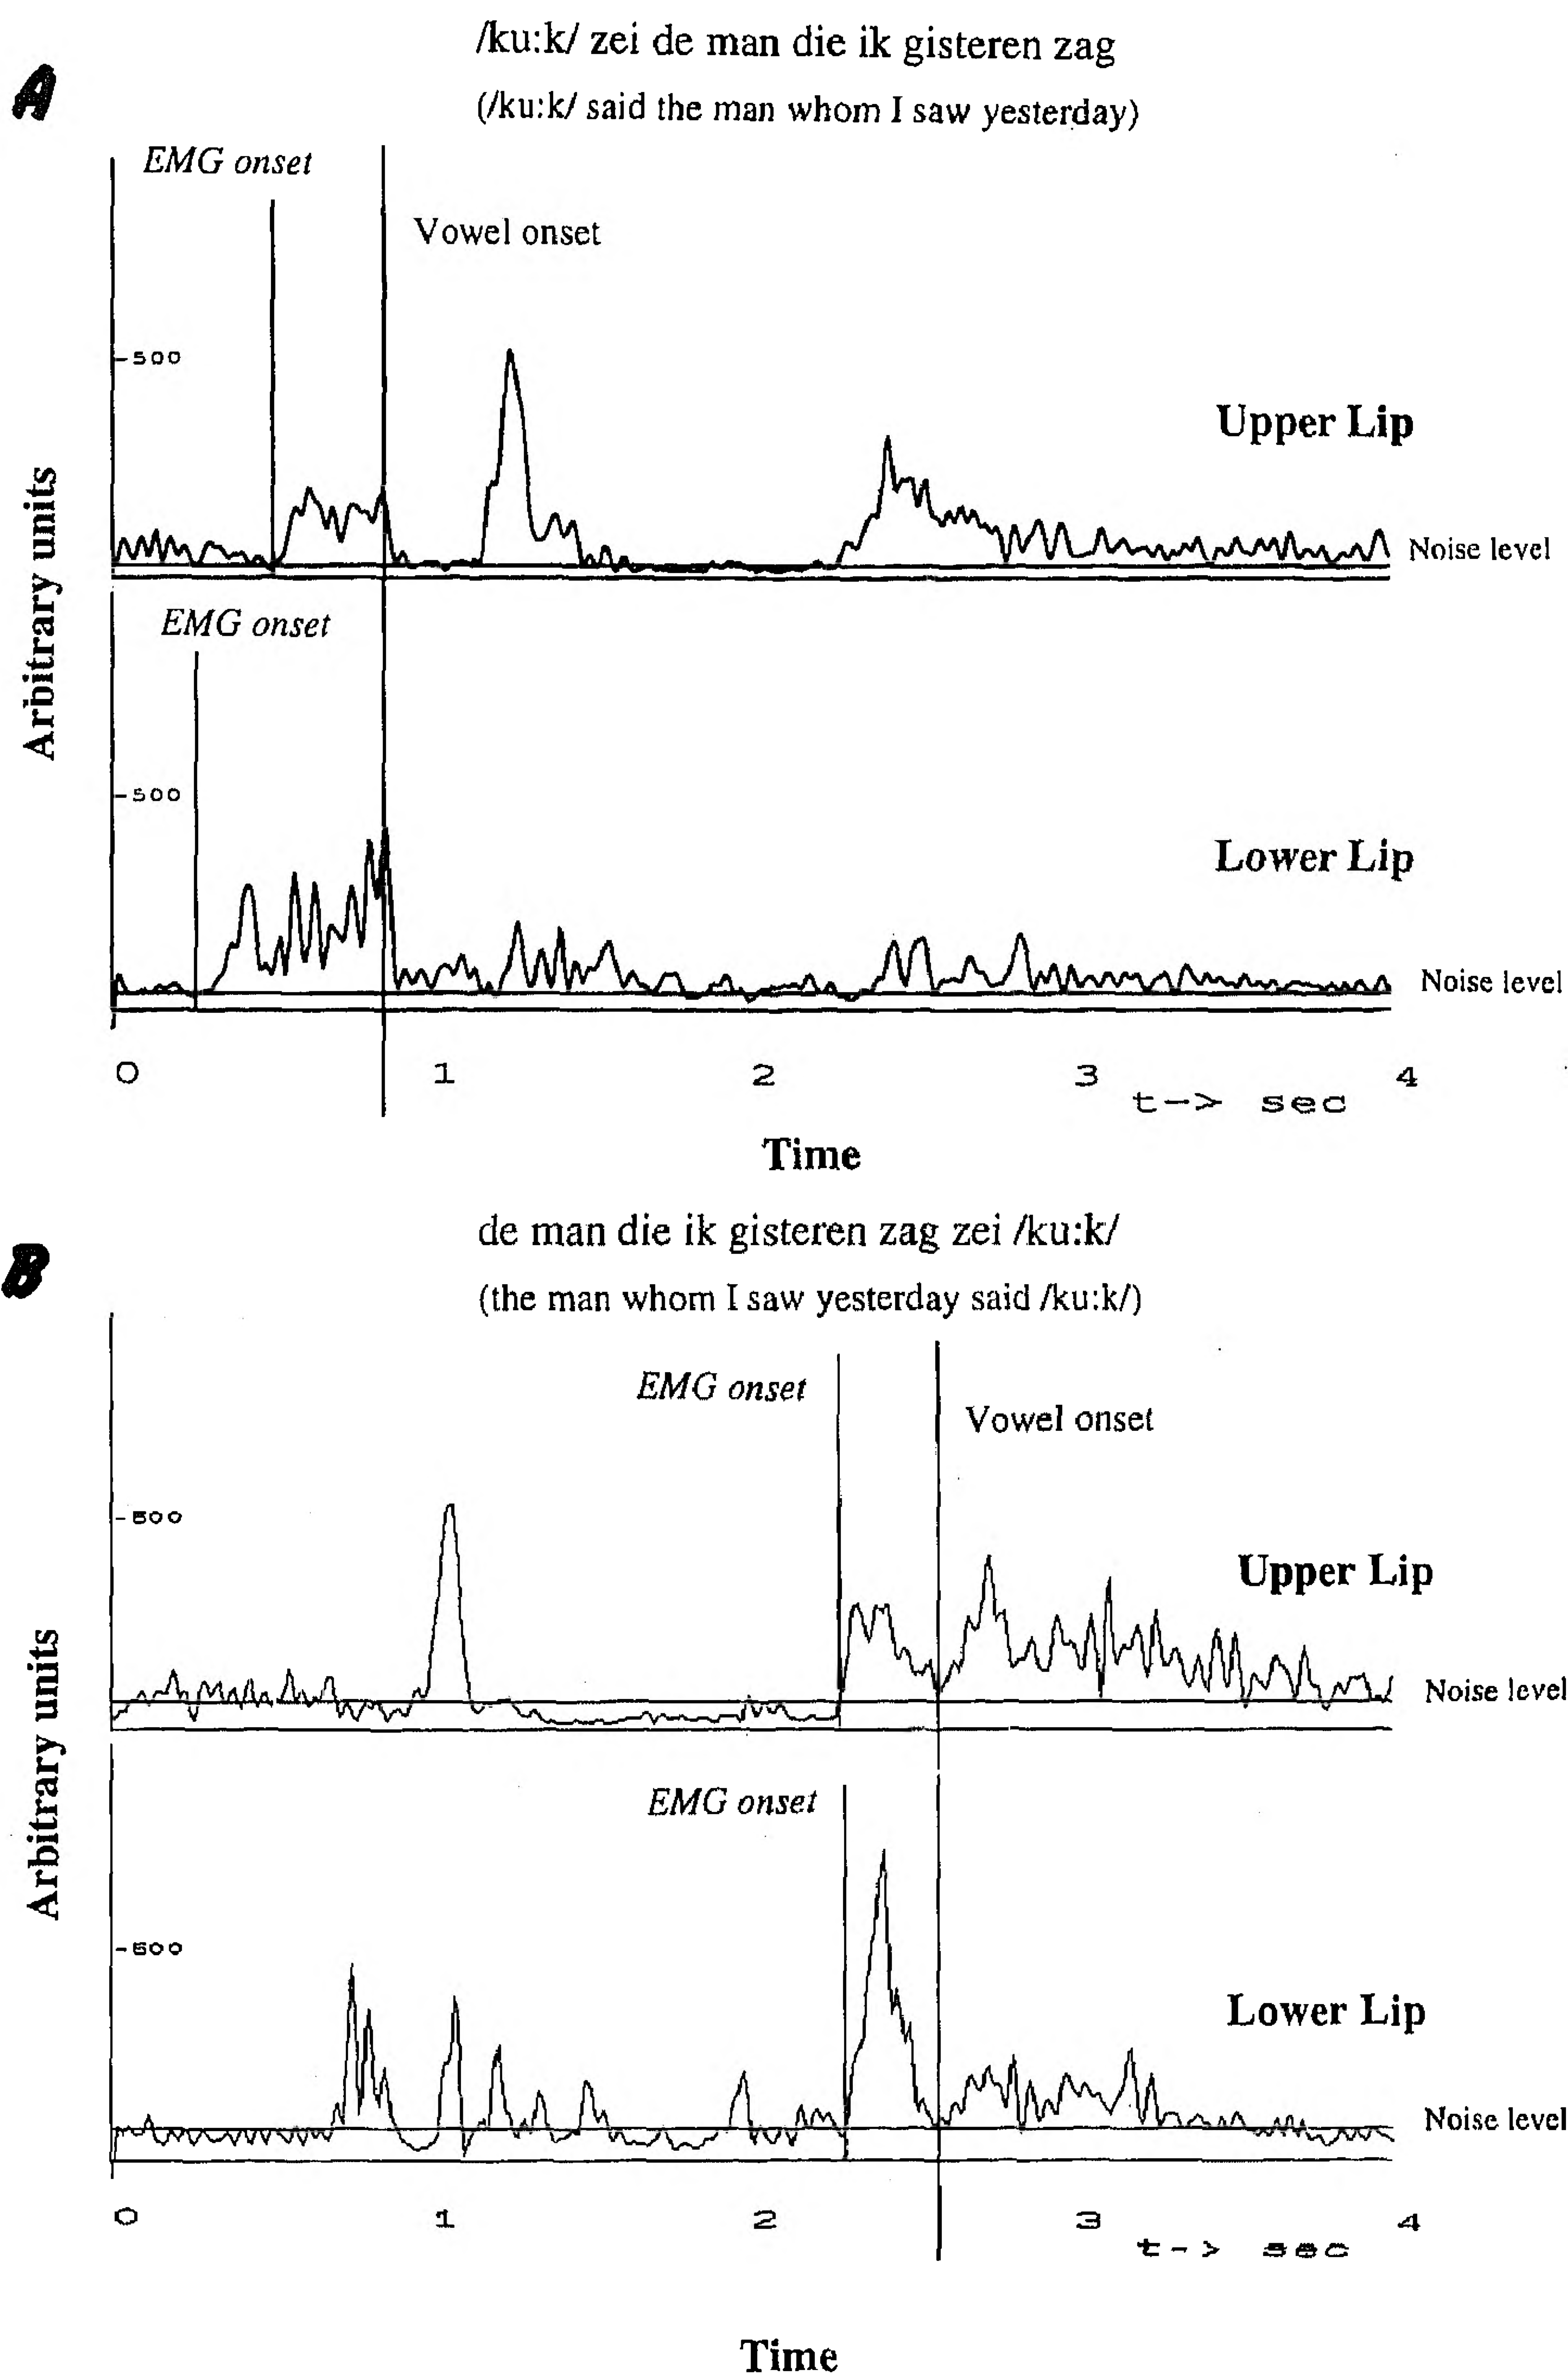 A
/ku:k/ zei de man die ik gisteren zag
(/ku:k/ said the man whom I saw yesterday)
EMG onset
Vowel onset
-500
Upper Lip
Noise level
Arbitrary units
EMG onset
-500
Lower Lip
Noise level
0 1 2 3 4
t-> sec
Time
B
de man die ik gisteren zag zei /ku:k/
(the man whom I saw yesterday said /ku:k/)
EMG onset
Vowel onset
-500
Upper Lip
Noise level
Arbitrary units
EMG onset
-500
Lower Lip
Noise level
0 1 2 3 4
t-> sec
Time